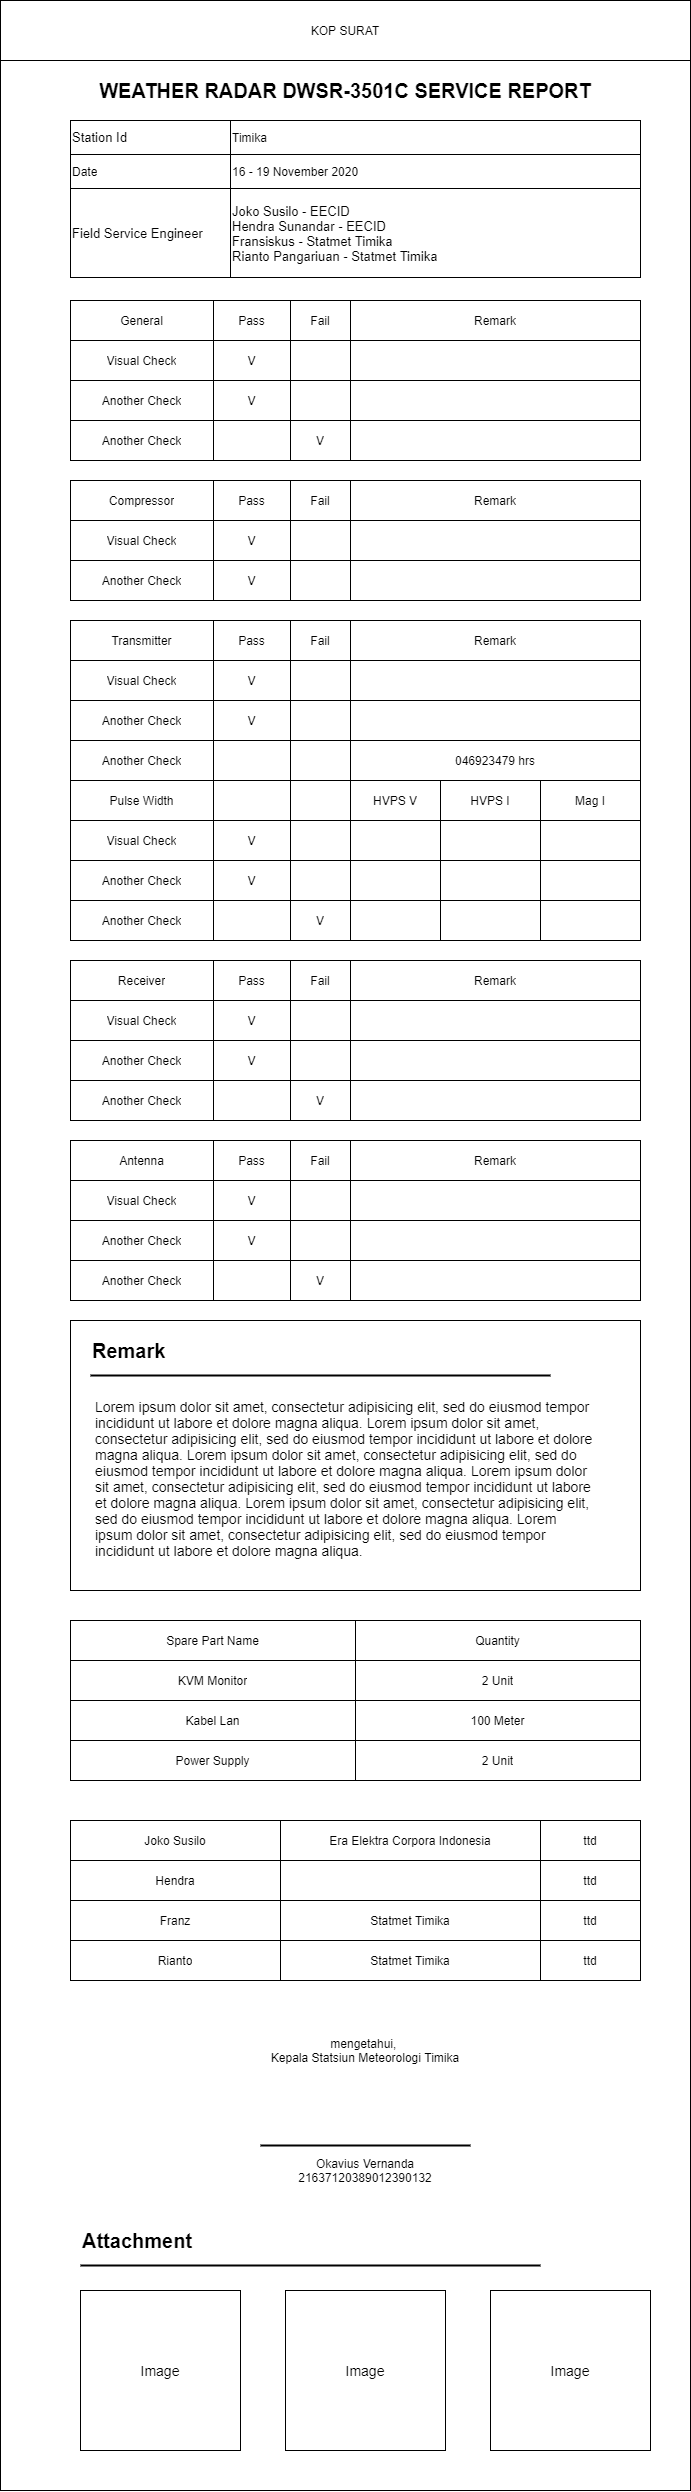 KOP SURAT
WEATHER RADAR DWSR-3501C SERVICE REPORT
Station Id Timika
Date 16 - 19 November 2020
Field Service Engineer
Joko Susilo - EECID
Hendra Sunandar - EECID
Fransiskus - Statmet Timika
Rianto Pangariuan - Statmet Timika
General Pass Fail Remark
Visual Check V
Another Check V
Another Check V
Compressor Pass Fail Remark
Visual Check V
Another Check V
Transmitter Pass Fail Remark
Visual Check V
Another Check V
Another Check 046923479 hrs
Pulse Width HVPS V HVPS I Mag I
Visual Check V
Another Check V
Another Check V
Receiver Pass Fail Remark
Visual Check V
Another Check V
Another Check V
Antenna Pass Fail Remark
Visual Check V
Another Check V
Another Check V
Remark
Lorem ipsum dolor sit amet, consectetur adipisicing elit, sed do eiusmod tempor
incididunt ut labore et dolore magna aliqua. Lorem ipsum dolor sit amet,
consectetur adipisicing elit, sed do eiusmod tempor incididunt ut labore et dolore
magna aliqua. Lorem ipsum dolor sit amet, consectetur adipisicing elit, sed do
eiusmod tempor incididunt ut labore et dolore magna aliqua. Lorem ipsum dolor
sit amet, consectetur adipisicing elit, sed do eiusmod tempor incididunt ut labore
et dolore magna aliqua. Lorem ipsum dolor sit amet, consectetur adipisicing elit,
sed do eiusmod tempor incididunt ut labore et dolore magna aliqua. Lorem
ipsum dolor sit amet, consectetur adipisicing elit, sed do eiusmod tempor
incididunt ut labore et dolore magna aliqua.
Spare Part Name Quantity
KVM Monitor 2 Unit
Kabel Lan 100 Meter
Power Supply 2 Unit
Joko Susilo Era Elektra Corpora Indonesia ttd
Hendra ttd
Franz Statmet Timika ttd
Rianto Statmet Timika ttd
mengetahui,
Kepala Statsiun Meteorologi Timika
Okavius Vernanda
21637120389012390132
Attachment
Image Image Image